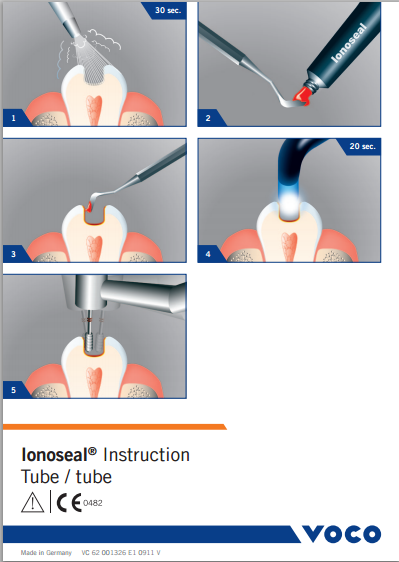 30 sec.
1
Ionoseal
2
3
20 sec.
4
5
Ionoseal® Instruction
Tube / tube
CE 0482
VOCO
Made in Germany VC 62 001326 E1 0911 V